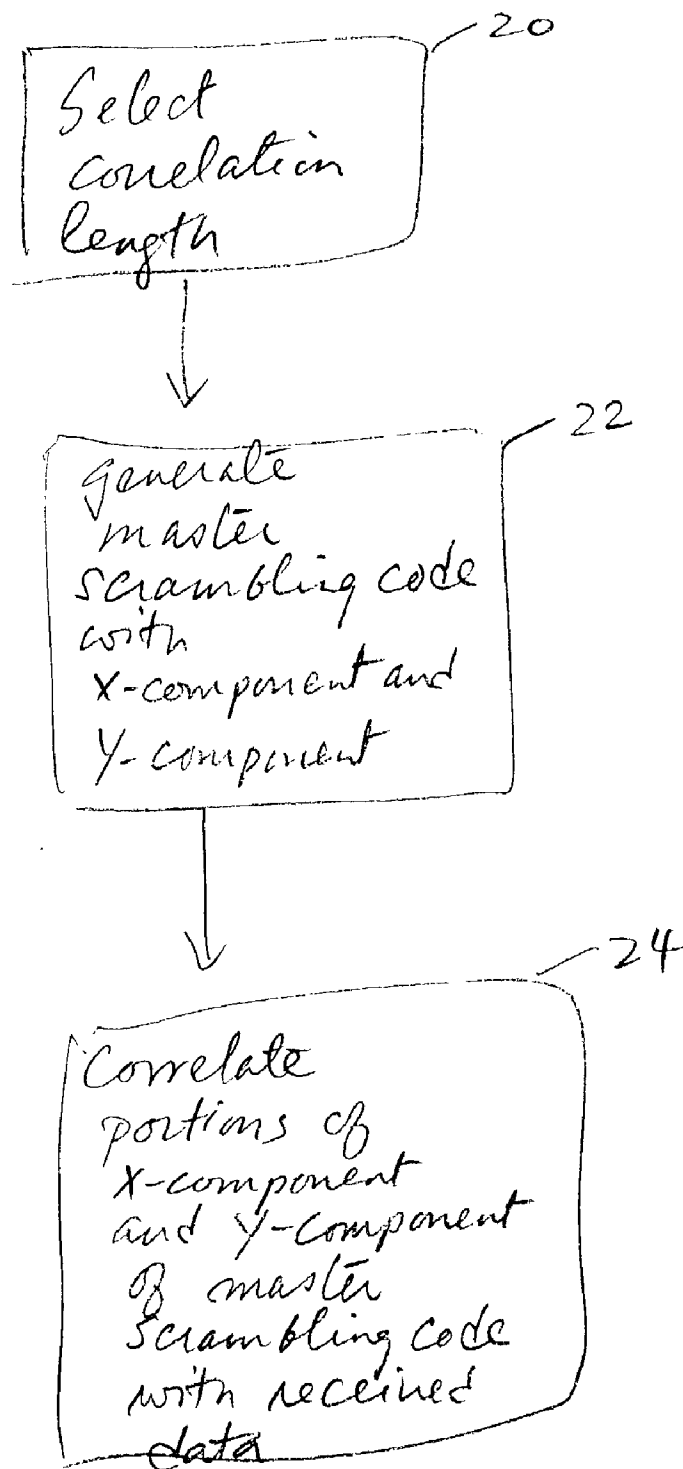 20
Select
correlation
length
22
generate
master
scrambling code
with
X-component and
Y-component
24
Correlate
portions of
X-component
and Y-component
of master
scrambling code
with received
data